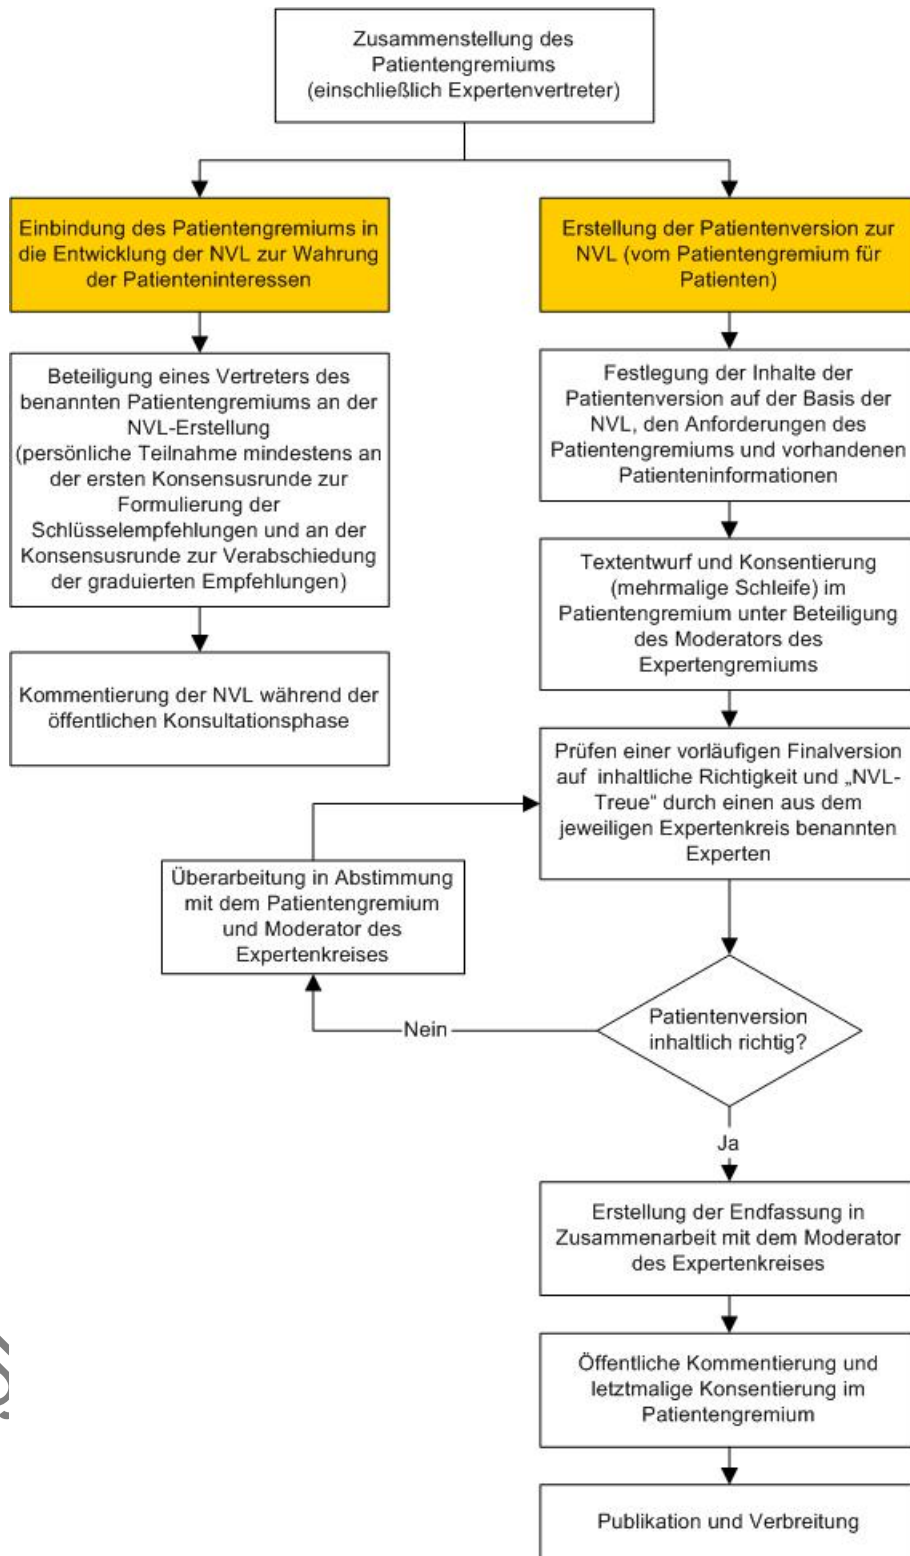 Zusammenstellung des
Patientengremiums
(einschließlich Expertenvertreter)
Einbindung des Patientengremiums in
die Entwicklung der NVL zur Wahrung
der Patienteninteressen
Beteiligung eines Vertreters des
benannten Patientengremiums an der
NVL-Erstellung
(persönliche Teilnahme mindestens an
der ersten Konsensusrunde zur
Formulierung der
Schlüsselempfehlungen und an der
Konsensusrunde zur Verabschiedung
der graduierten Empfehlungen)
Kommentierung der NVL während der
öffentlichen Konsultationsphase
Erstellung der Patientenversion zur
NVL (vom Patientengremium für
Patienten)
Festlegung der Inhalte der
Patientenversion auf der Basis der
NVL, den Anforderungen des
Patientengremiums und vorhandenen
Patienteninformationen
Textentwurf und Konsentierung
(mehrmalige Schleife) im
Patientengremium unter Beteiligung
des Moderators des
Expertengremiums
Prüfen einer vorläufigen Finalversion
auf inhaltliche Richtigkeit und „NVL-
Treue“ durch einen aus dem
jeweiligen Expertenkreis benannten
Experten
Überarbeitung in Abstimmung
mit dem Patientengremium
und Moderator des
Expertenkreises
Patientenversion
inhaltlich richtig?
Nein
Ja
Erstellung der Endfassung in
Zusammenarbeit mit dem Moderator
des Expertenkreises
Öffentliche Kommentierung und
letztmalige Konsentierung im
Patientengremium
Publikation und Verbreitung